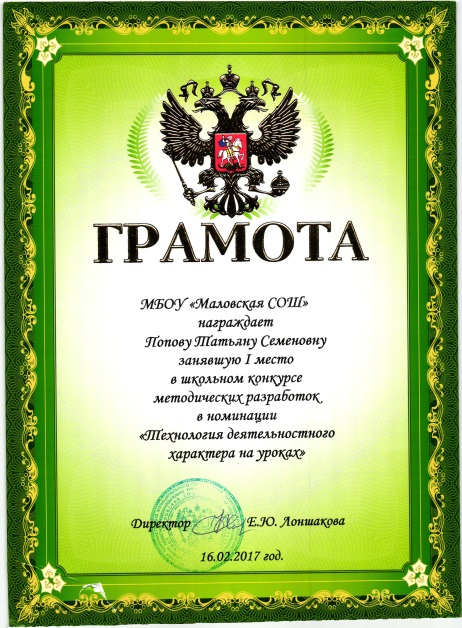 ГРАМОТА
МБОУ «Маловская СОШ»
награждает
Попову Татьяну Семеновну
занявшую I место
в школьном конкурсе
методических разработок
в номинации
«Технология деятельностного
характера на уроках»
Директор Е.Ю. Лоншакова
16.02.2017 год.